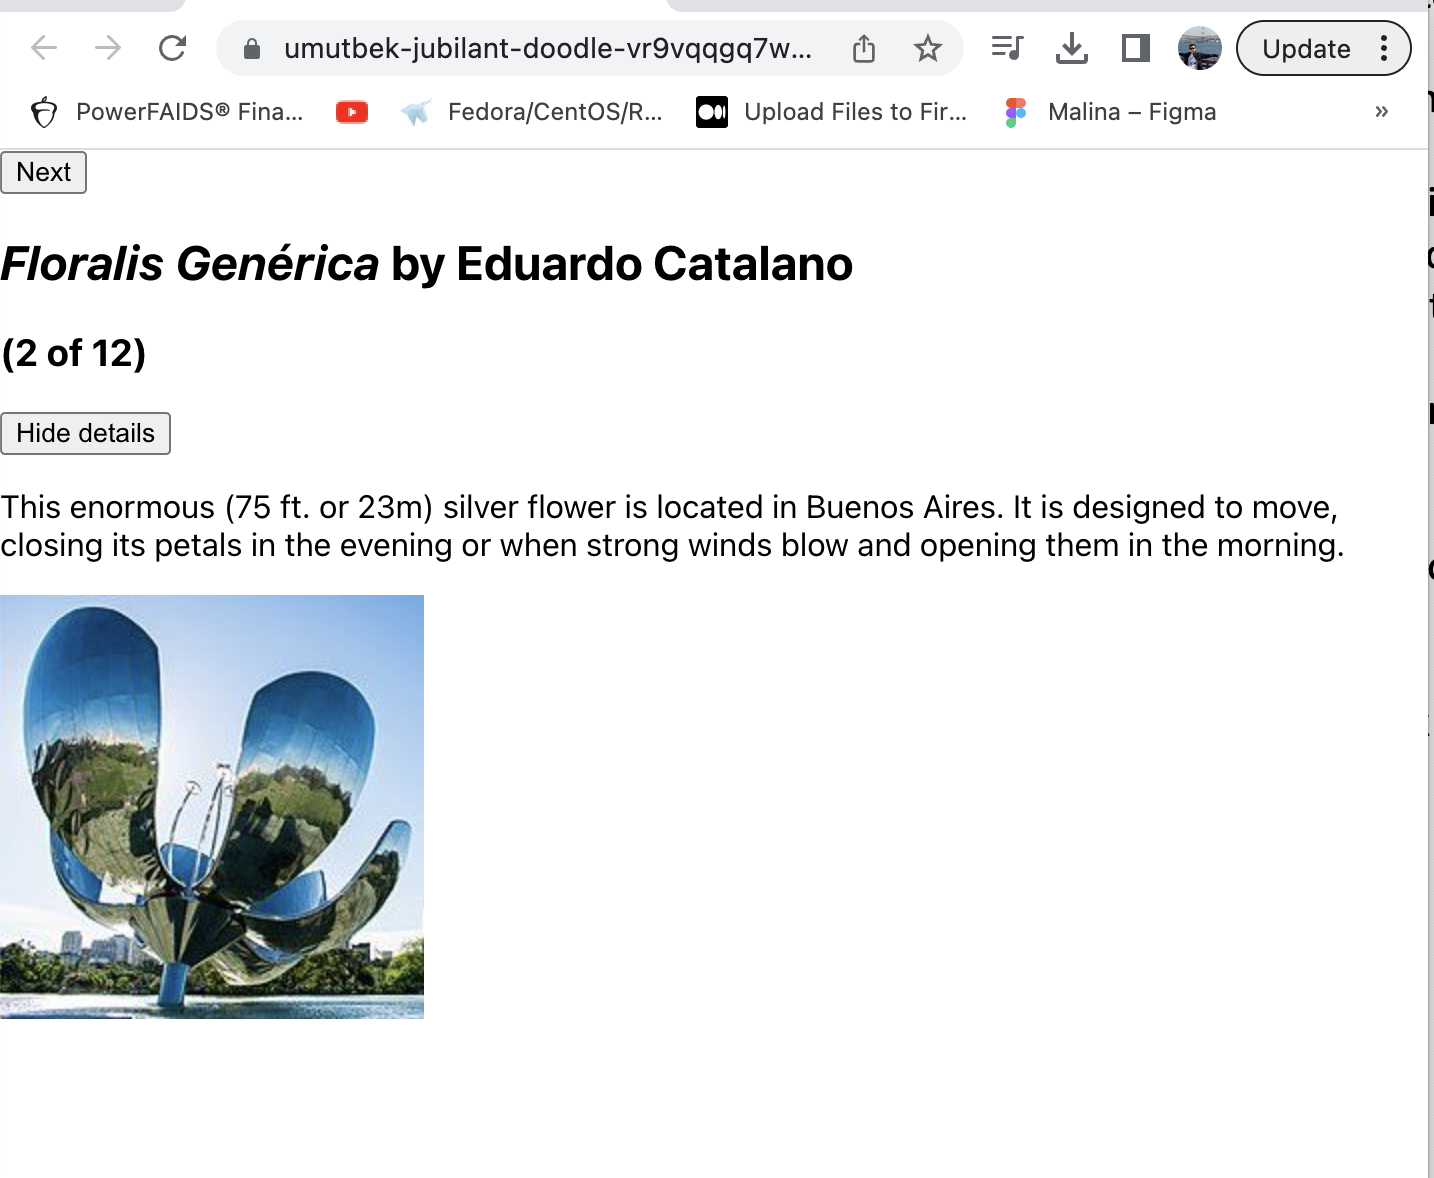 umutbek-jubilant-doodle-vr9vqqgq7w...
Update
PowerFAIDS® Fina...
Fedora/CentOS/R...
Upload Files to Fir...
Malina – Figma
»
Next
Floralis Genérica by Eduardo Catalano
(2 of 12)
Hide details
This enormous (75 ft. or 23m) silver flower is located in Buenos Aires. It is designed to move,
closing its petals in the evening or when strong winds blow and opening them in the morning.